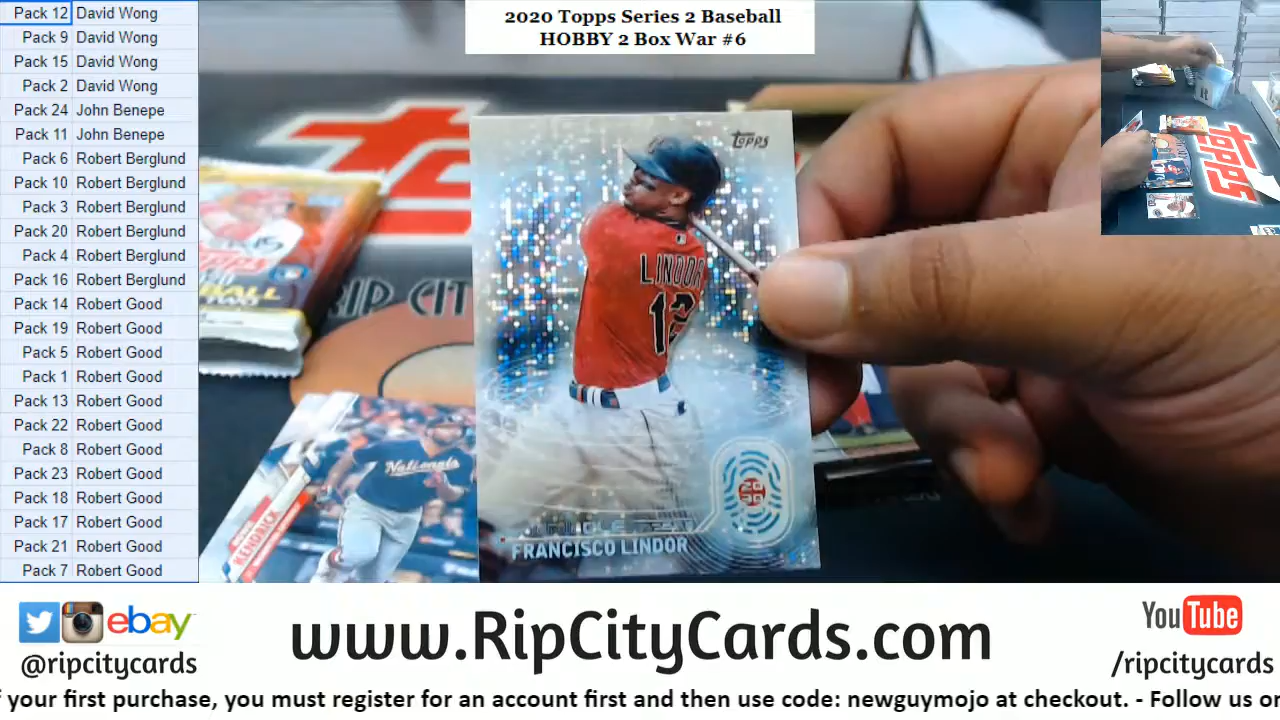 Pack 12 David Wong
Pack 9 David Wong
Pack 15 David Wong
Pack 2 David Wong
Pack 24 John Benepe
Pack 11 John Benepe
Pack 6 Robert Berglund
Pack 10 Robert Berglund
Pack 3 Robert Berglund
Pack 20 Robert Berglund
Pack 4 Robert Berglund
Pack 16 Robert Berglund
Pack 14 Robert Good
Pack 19 Robert Good
Pack 5 Robert Good
Pack 1 Robert Good
Pack 13 Robert Good
Pack 22 Robert Good
Pack 8 Robert Good
Pack 23 Robert Good
Pack 18 Robert Good
Pack 17 Robert Good
Pack 21 Robert Good
Pack 7 Robert Good
2020 Topps Series 2 Baseball
HOBBY 2 Box War #6
Topps
LINDOR
12
2030
FRANCISCO LINDOR
RIP CIT
Nationals
KENDRICK
topps
ebay
@ripcitycards
www.RipCityCards.com
YouTube
/ripcitycards
f your first purchase, you must register for an account first and then use code: newguymojo at checkout. - Follow us on